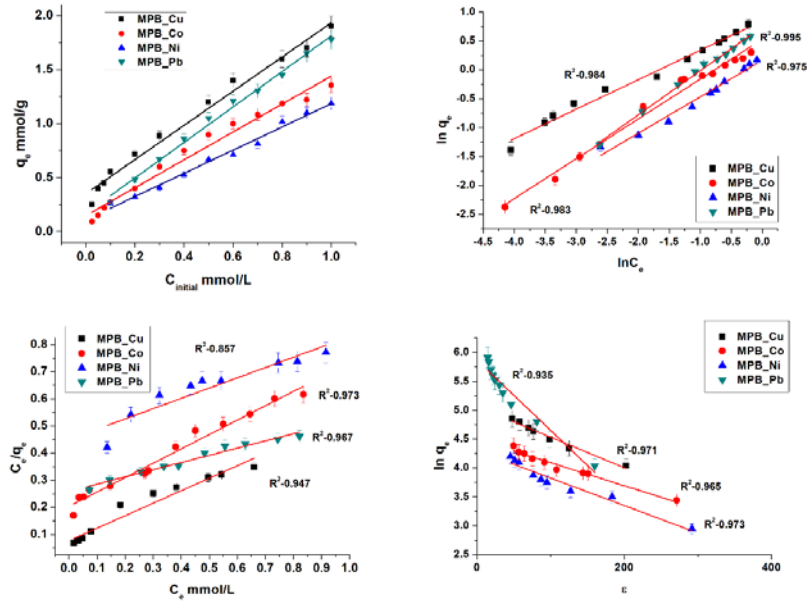 MPB_Cu
MPB_Co
MPB_Ni
MPB_Pb
2.0
1.5
1.0
0.5
0.0
0.0 0.2 0.4 0.6 0.8 1.0
q_e mmol/g
C_initial mmol/L
R²-0.995
R²-0.984
R²-0.975
R²-0.983
MPB_Cu
MPB_Co
MPB_Ni
MPB_Pb
1.0
0.5
0.0
-0.5
-1.0
-1.5
-2.0
-2.5
-4.5 -4.0 -3.5 -3.0 -2.5 -2.0 -1.5 -1.0 -0.5 0.0
ln q_e
lnC_e
MPB_Cu
MPB_Co
MPB_Ni
MPB_Pb
R²-0.857
R²-0.973
R²-0.967
R²-0.947
0.8
0.7
0.6
0.5
0.4
0.3
0.2
0.1
0.0 0.1 0.2 0.3 0.4 0.5 0.6 0.7 0.8 0.9 1.0
C_e/q_e
C_e mmol/L
MPB_Cu
MPB_Co
MPB_Ni
MPB_Pb
R²-0.935
R²-0.971
R²-0.965
R²-0.973
6.0
5.5
5.0
4.5
4.0
3.5
3.0
2.5
0 200 400
ln q_e
ε